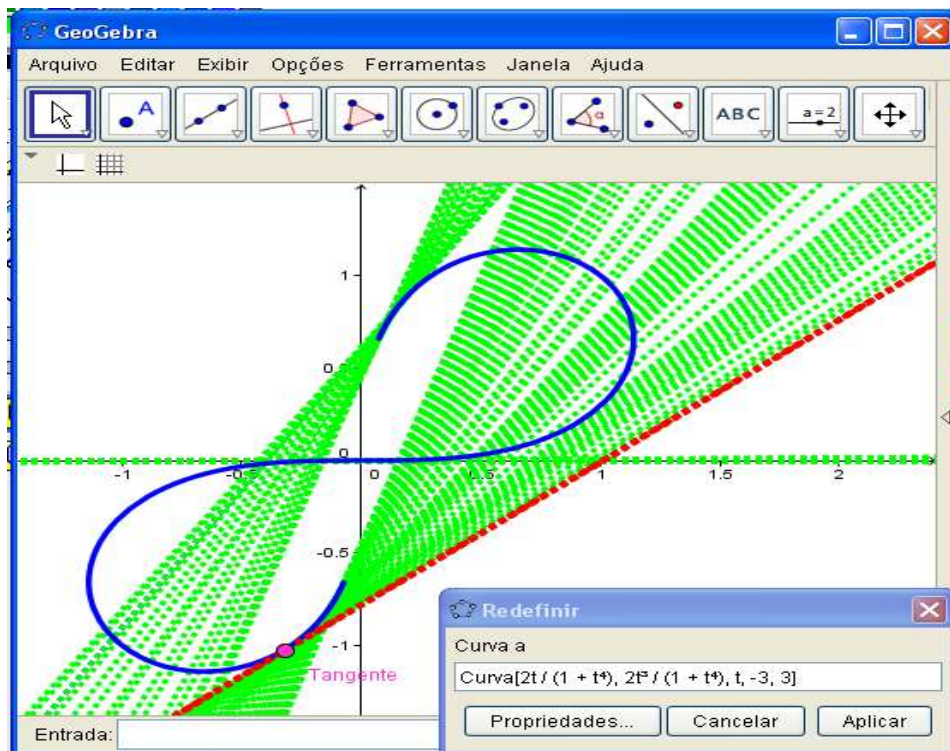 GeoGebra
Arquivo Editar Exibir Opções Ferramentas Janela Ajuda
A
α
ABC
a=2
1
0
-1
-0.5
0
0.5
1
1.5
2
-0.5
-1
Tangente
Redefinir
Curva a
Curva[2t / (1 + t⁴), 2t³ / (1 + t⁴), t, -3, 3]
Propriedades... Cancelar Aplicar
Entrada: